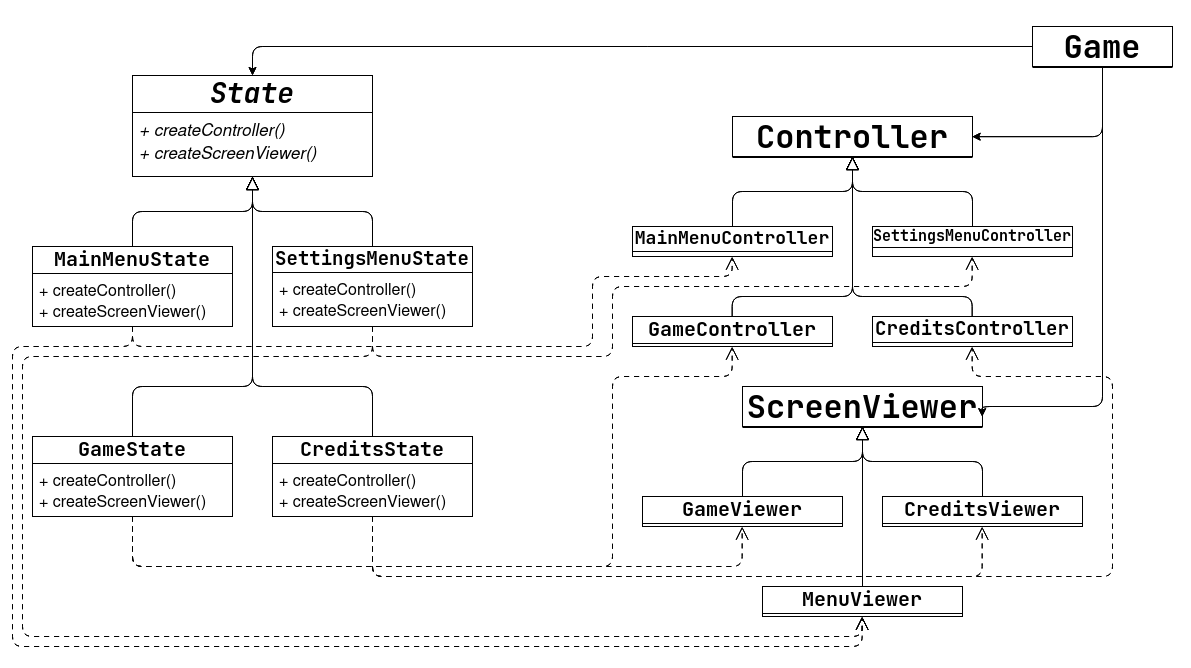 Game
State
+ createController()
+ createScreenViewer()
Controller
MainMenuState
+ createController()
+ createScreenViewer()
SettingsMenuState
+ createController()
+ createScreenViewer()
MainMenuController
SettingsMenuController
GameController
CreditsController
ScreenViewer
GameState
+ createController()
+ createScreenViewer()
CreditsState
+ createController()
+ createScreenViewer()
GameViewer
CreditsViewer
MenuViewer